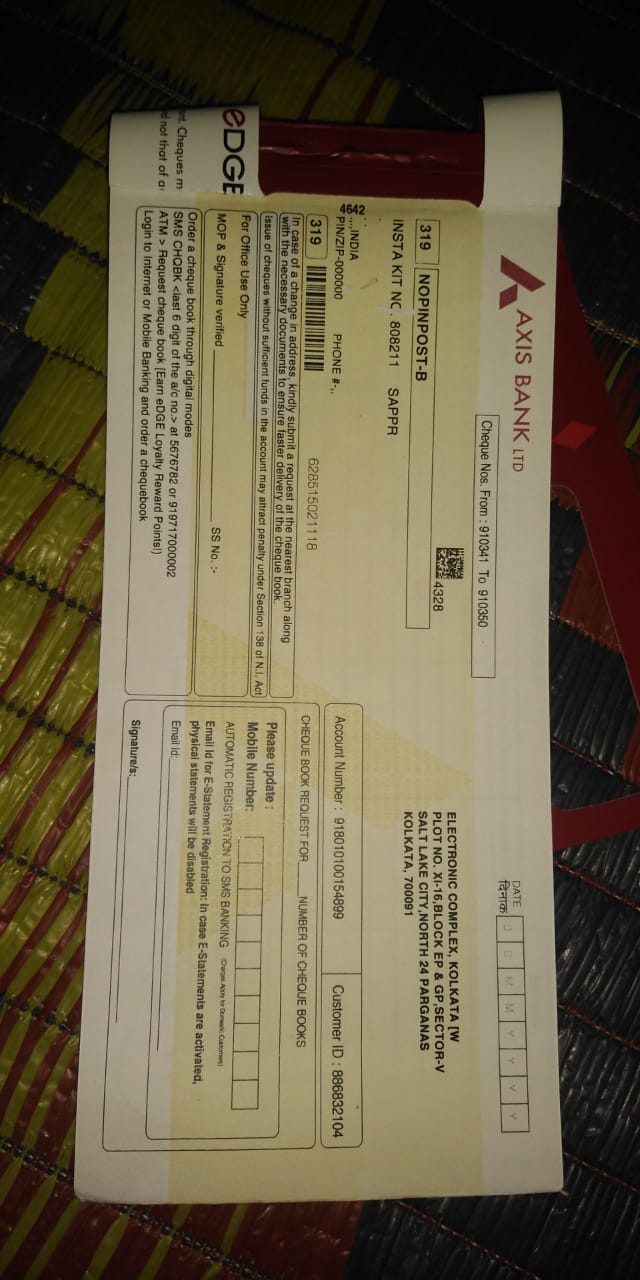 AXIS BANK LTD
Cheque Nos. From : 910341 To 910350
DATE
दिनांक
D D M M Y Y Y Y
319 NOPINPOST-B
4328
INSTA KIT NO. 808211 SAPPR
ELECTRONIC COMPLEX, KOLKATA [W
PLOT NO. XI-16,BLOCK EP & GP,SECTOR-V
SALT LAKE CITY,NORTH 24 PARGANAS
KOLKATA, 700091
4642
.,.,INDIA
PIN/ZIP-000000 PHONE #-,,
319
628515021118
In case of a change in address, kindly submit a request at the nearest branch along
with the necessary documents to ensure faster delivery of the cheque book.
Issue of cheques without sufficient funds in the account may attract penalty under Section 138 of N.I. Act
For Office Use Only
MOP & Signature verified SS No. :-
Order a cheque book through digital modes
SMS CHQBK <last 6 digit of the a/c no.> at 5676782 or 919717000002
ATM > Request cheque book [Earn eDGE Loyalty Reward Points!)
Login to Internet or Mobile Banking and order a chequebook
Account Number : 918010100154899 Customer ID : 886832104
CHEQUE BOOK REQUEST FOR ____ NUMBER OF CHEQUE BOOKS
Please update :
Mobile Number:
AUTOMATIC REGISTRATION TO SMS BANKING (Charges Apply for Domestic Customers)
Email Id for E-Statement Registration: In case E-Statements are activated,
physical statements will be disabled
Email Id:
Signature/s:
eDGE
nt. Cheques m
d not that of a